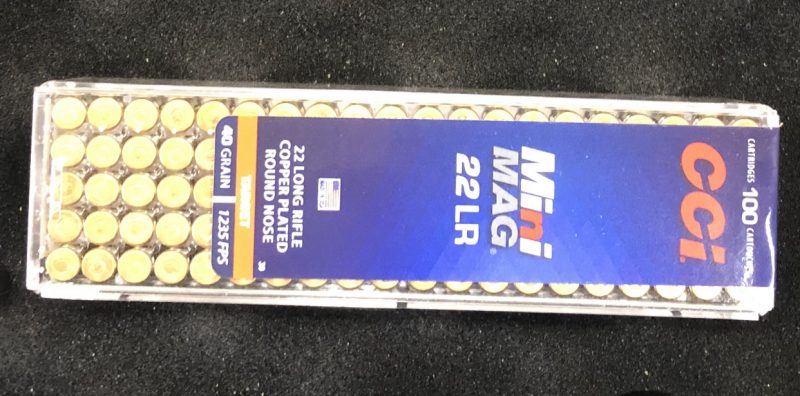 CARTRIDGES 100 CARTOUCHES
CCI
Mini
MAG®
22 LR
22 LONG RIFLE
COPPER PLATED
ROUND NOSE
30
TARGET
40 GRAIN | 1235 FPS